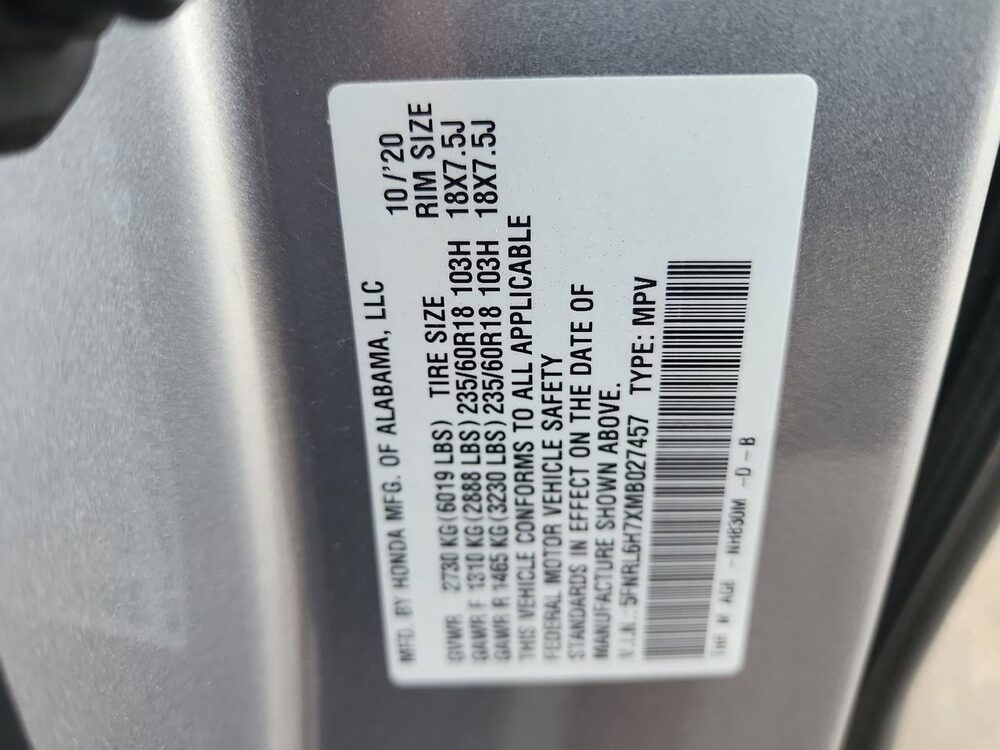 MFD. BY HONDA MFG. OF ALABAMA, LLC 10/'20
GVWR 2730 KG(6019 LBS) TIRE SIZE RIM SIZE
GAWR F 1310 KG(2888 LBS)235/60R18 103H 18X7.5J
GAWR R 1465 KG(3230 LBS)235/60R18 103H 18X7.5J
THIS VEHICLE CONFORMS TO ALL APPLICABLE
FEDERAL MOTOR VEHICLE SAFETY
STANDARDS IN EFFECT ON THE DATE OF
MANUFACTURE SHOWN ABOVE.
V.I.N.:5FNRL6H7XMB027457 TYPE: MPV
NH830M -D-B